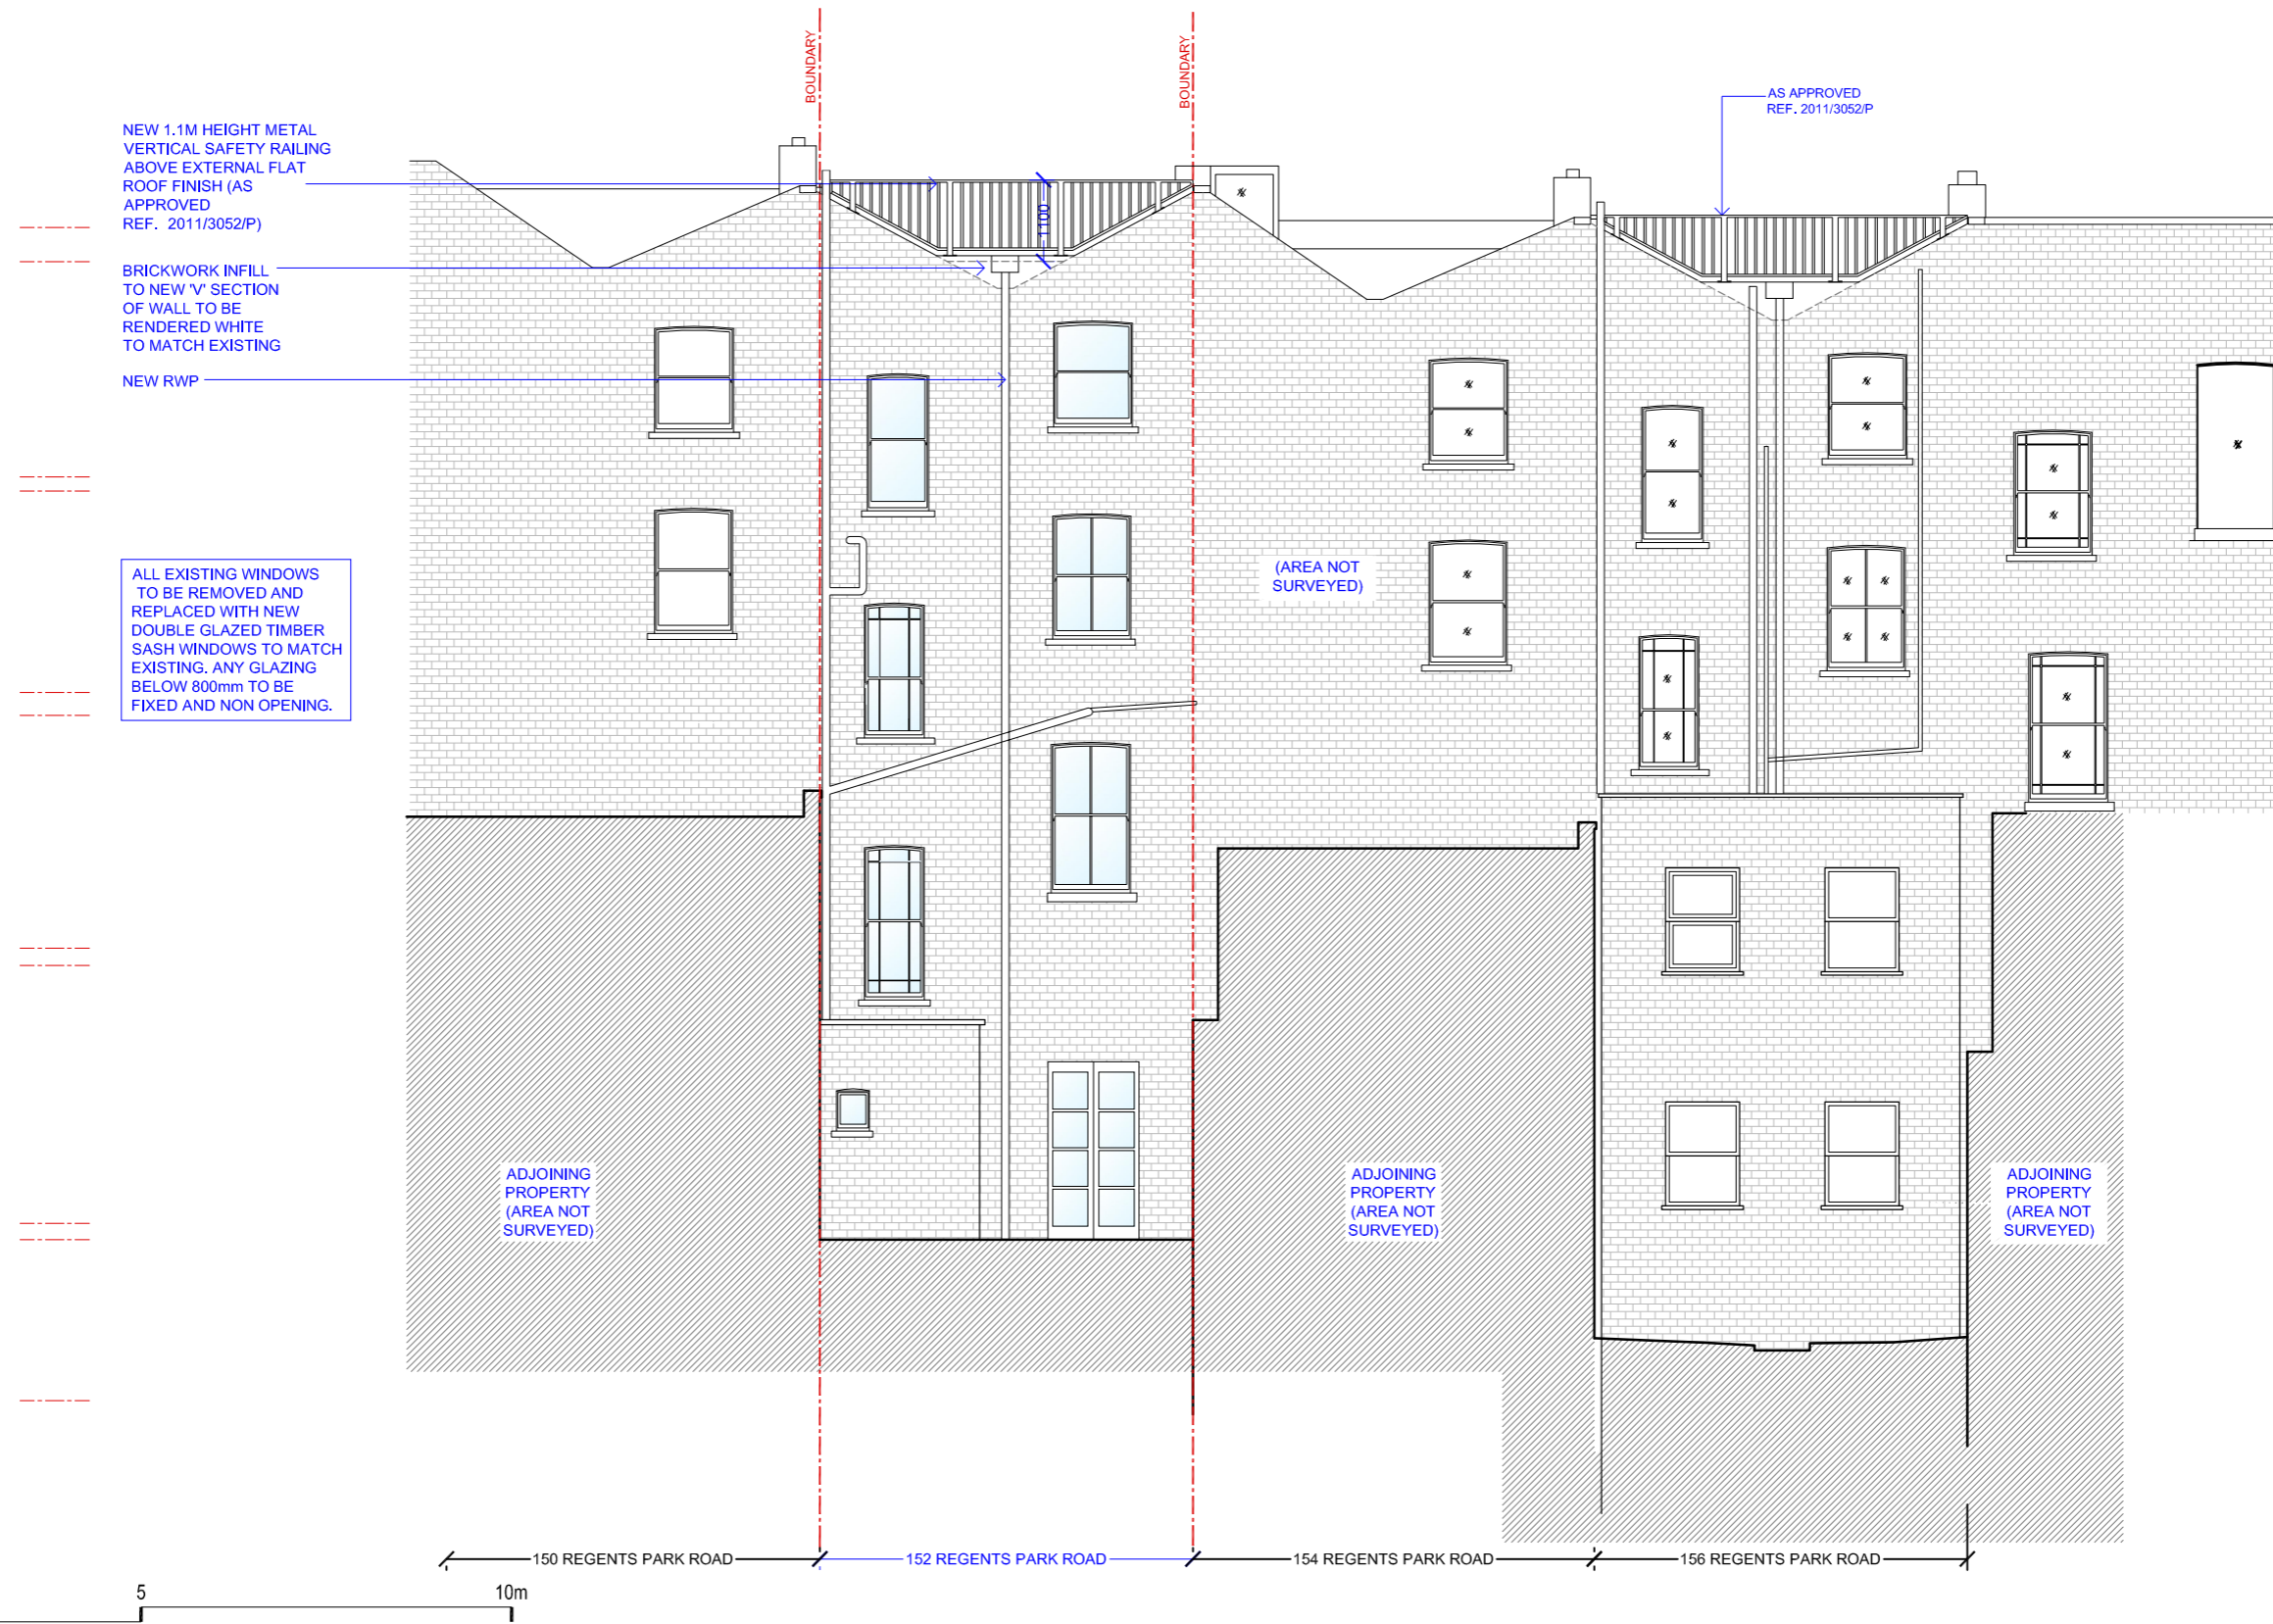 BOUNDARY
BOUNDARY
AS APPROVED
REF. 2011/3052/P
NEW 1.1M HEIGHT METAL
VERTICAL SAFETY RAILING
ABOVE EXTERNAL FLAT
ROOF FINISH (AS
APPROVED
REF. 2011/3052/P)
1100
BRICKWORK INFILL
TO NEW 'V' SECTION
OF WALL TO BE
RENDERED WHITE
TO MATCH EXISTING
NEW RWP
ALL EXISTING WINDOWS
TO BE REMOVED AND
REPLACED WITH NEW
DOUBLE GLAZED TIMBER
SASH WINDOWS TO MATCH
EXISTING. ANY GLAZING
BELOW 800mm TO BE
FIXED AND NON OPENING.
(AREA NOT
SURVEYED)
ADJOINING
PROPERTY
(AREA NOT
SURVEYED)
ADJOINING
PROPERTY
(AREA NOT
SURVEYED)
ADJOINING
PROPERTY
(AREA NOT
SURVEYED)
150 REGENTS PARK ROAD
152 REGENTS PARK ROAD
154 REGENTS PARK ROAD
156 REGENTS PARK ROAD
5
10m